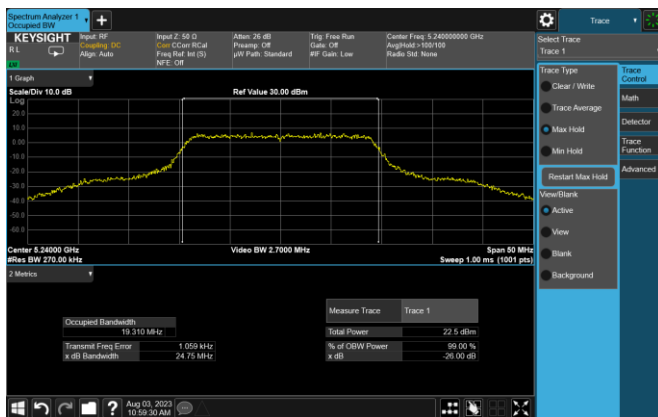 Spectrum Analyzer 1
Occupied BW
+
Trace
KEYSIGHT
RL
Input: RF
Coupling: DC
Align: Auto
Input Z: 50 Ω
Corr CCorr RCal
Freq Ref: Int (S)
NFE: Off
Atten: 26 dB
Preamp: Off
µW Path: Standard
Trig: Free Run
Gate: Off
#IF Gain: Low
Center Freq: 5.240000000 GHz
Avg|Hold:>100/100
Radio Std: None
Select Trace
Trace 1
1 Graph
Scale/Div 10.0 dB
Ref Value 30.00 dBm
Log
20.0
10.0
0.00
-10.0
-20.0
-30.0
-40.0
-50.0
-60.0
Center 5.24000 GHz
#Res BW 270.00 kHz
Video BW 2.7000 MHz
Span 50 MHz
Sweep 1.00 ms (1001 pts)
Trace Type
Clear / Write
Trace Average
Max Hold
Min Hold
Restart Max Hold
View/Blank
Active
View
Blank
Background
Trace Control
Math
Detector
Trace Function
Advanced
2 Metrics
Occupied Bandwidth
19.310 MHz
Transmit Freq Error 1.059 kHz
x dB Bandwidth 24.75 MHz
Measure Trace Trace 1
Total Power 22.5 dBm
% of OBW Power 99.00 %
x dB -26.00 dB
Aug 03, 2023
10:59:30 AM